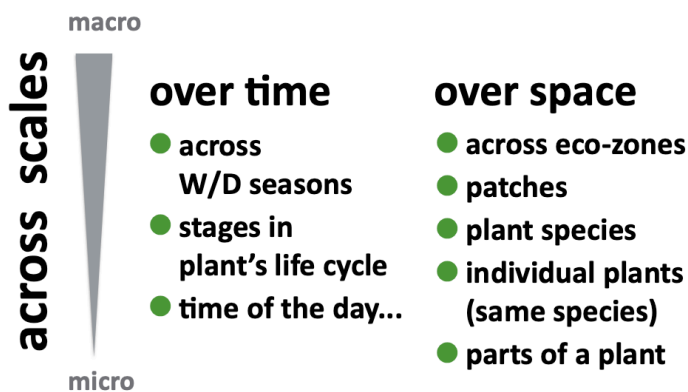 macro
across scales
micro
over time
across
W/D seasons
stages in
plant's life cycle
time of the day...
over space
across eco-zones
patches
plant species
individual plants
(same species)
parts of a plant